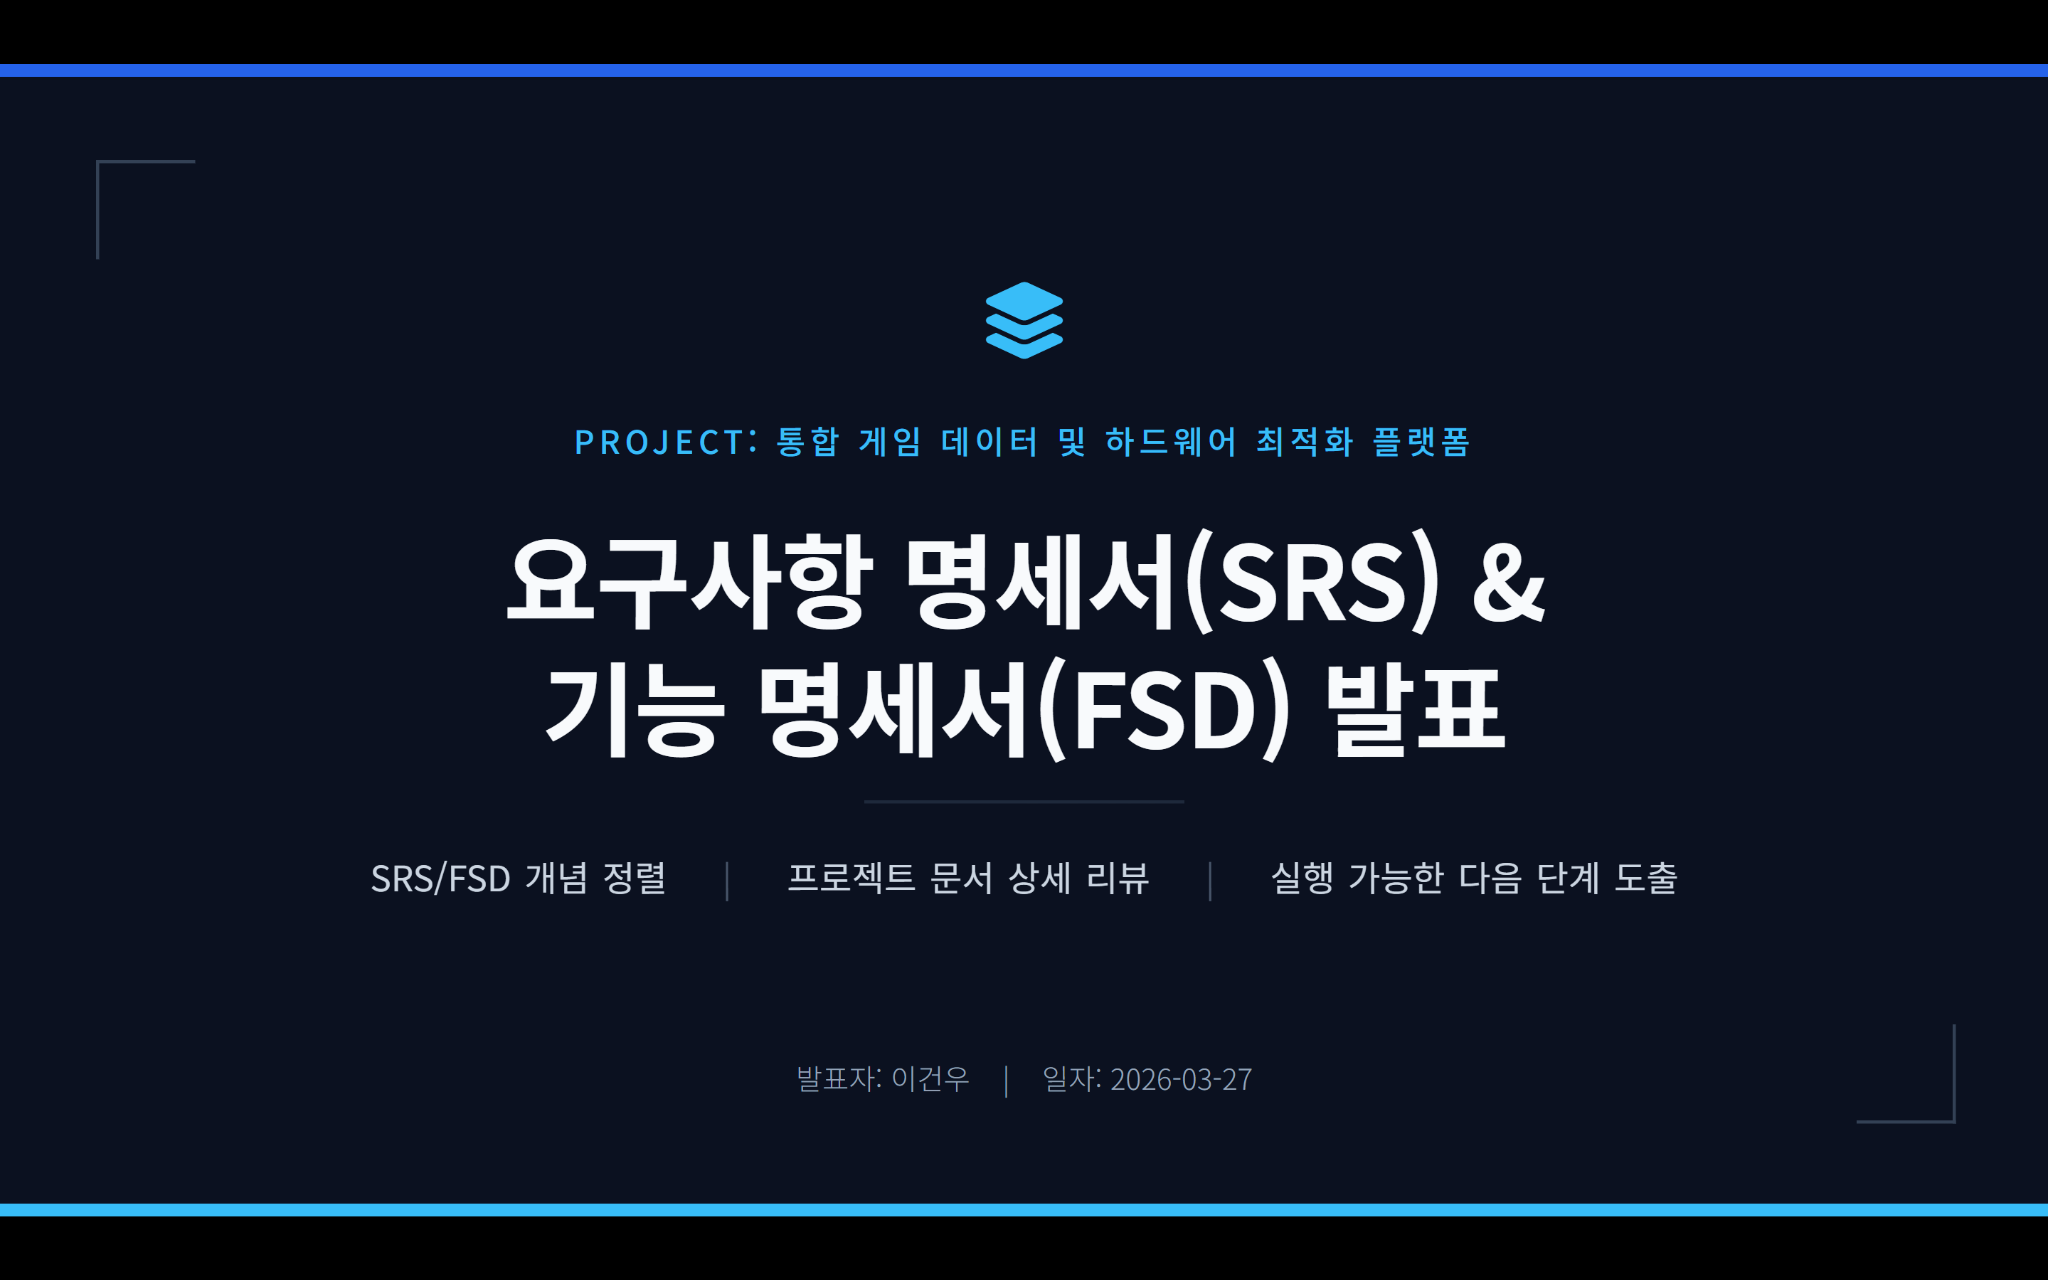 PROJECT: 통합 게임 데이터 및 하드웨어 최적화 플랫폼
요구사항 명세서(SRS) &
기능 명세서(FSD) 발표
SRS/FSD 개념 정렬 | 프로젝트 문서 상세 리뷰 | 실행 가능한 다음 단계 도출
발표자: 이건우 | 일자: 2026-03-27